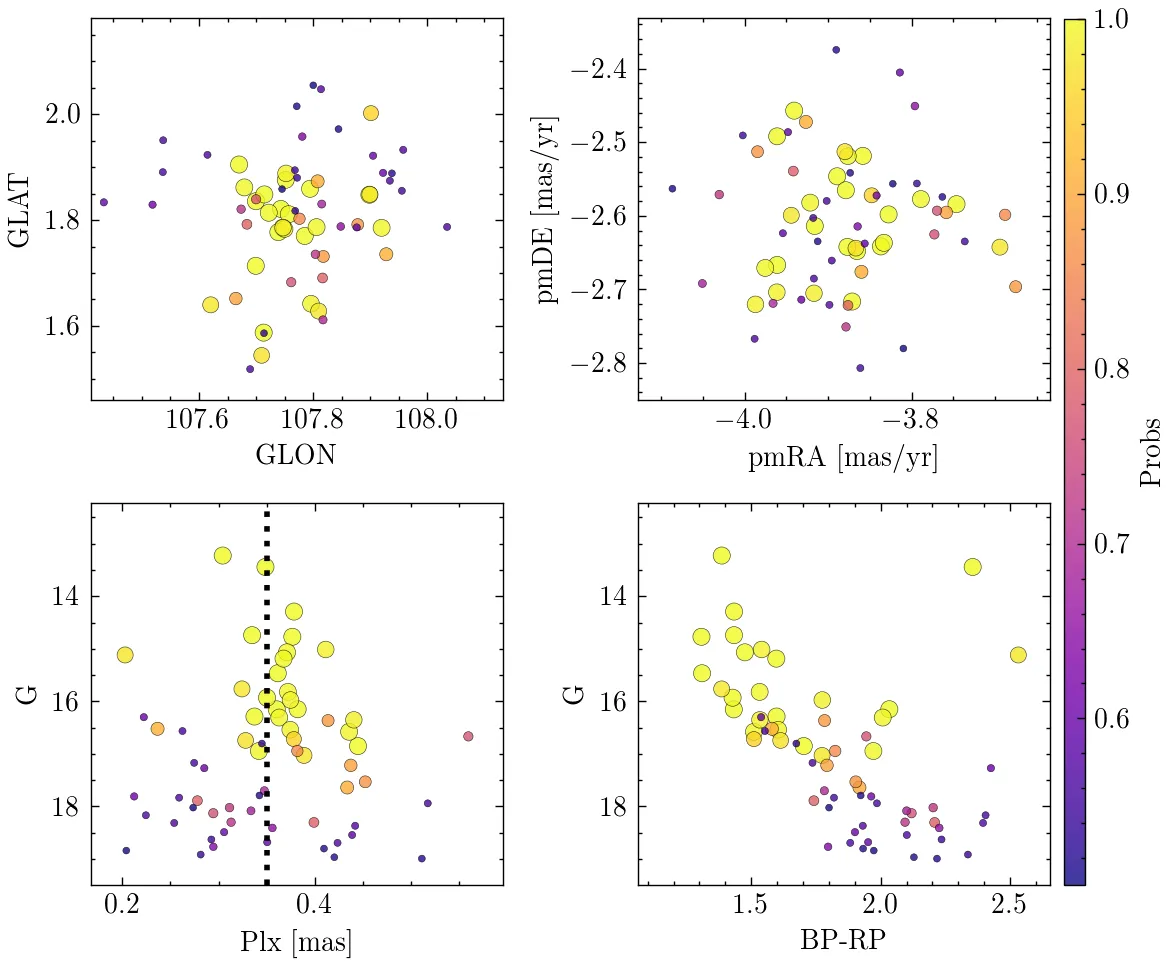 2.0
1.8
1.6
GLAT
107.6 107.8 108.0
GLON
−2.4
−2.5
−2.6
−2.7
−2.8
pmDE [mas/yr]
−4.0 −3.8
pmRA [mas/yr]
1.0
0.9
0.8
0.7
0.6
Probs
14
16
18
G
0.2 0.4
Plx [mas]
14
16
18
G
1.5 2.0 2.5
BP-RP